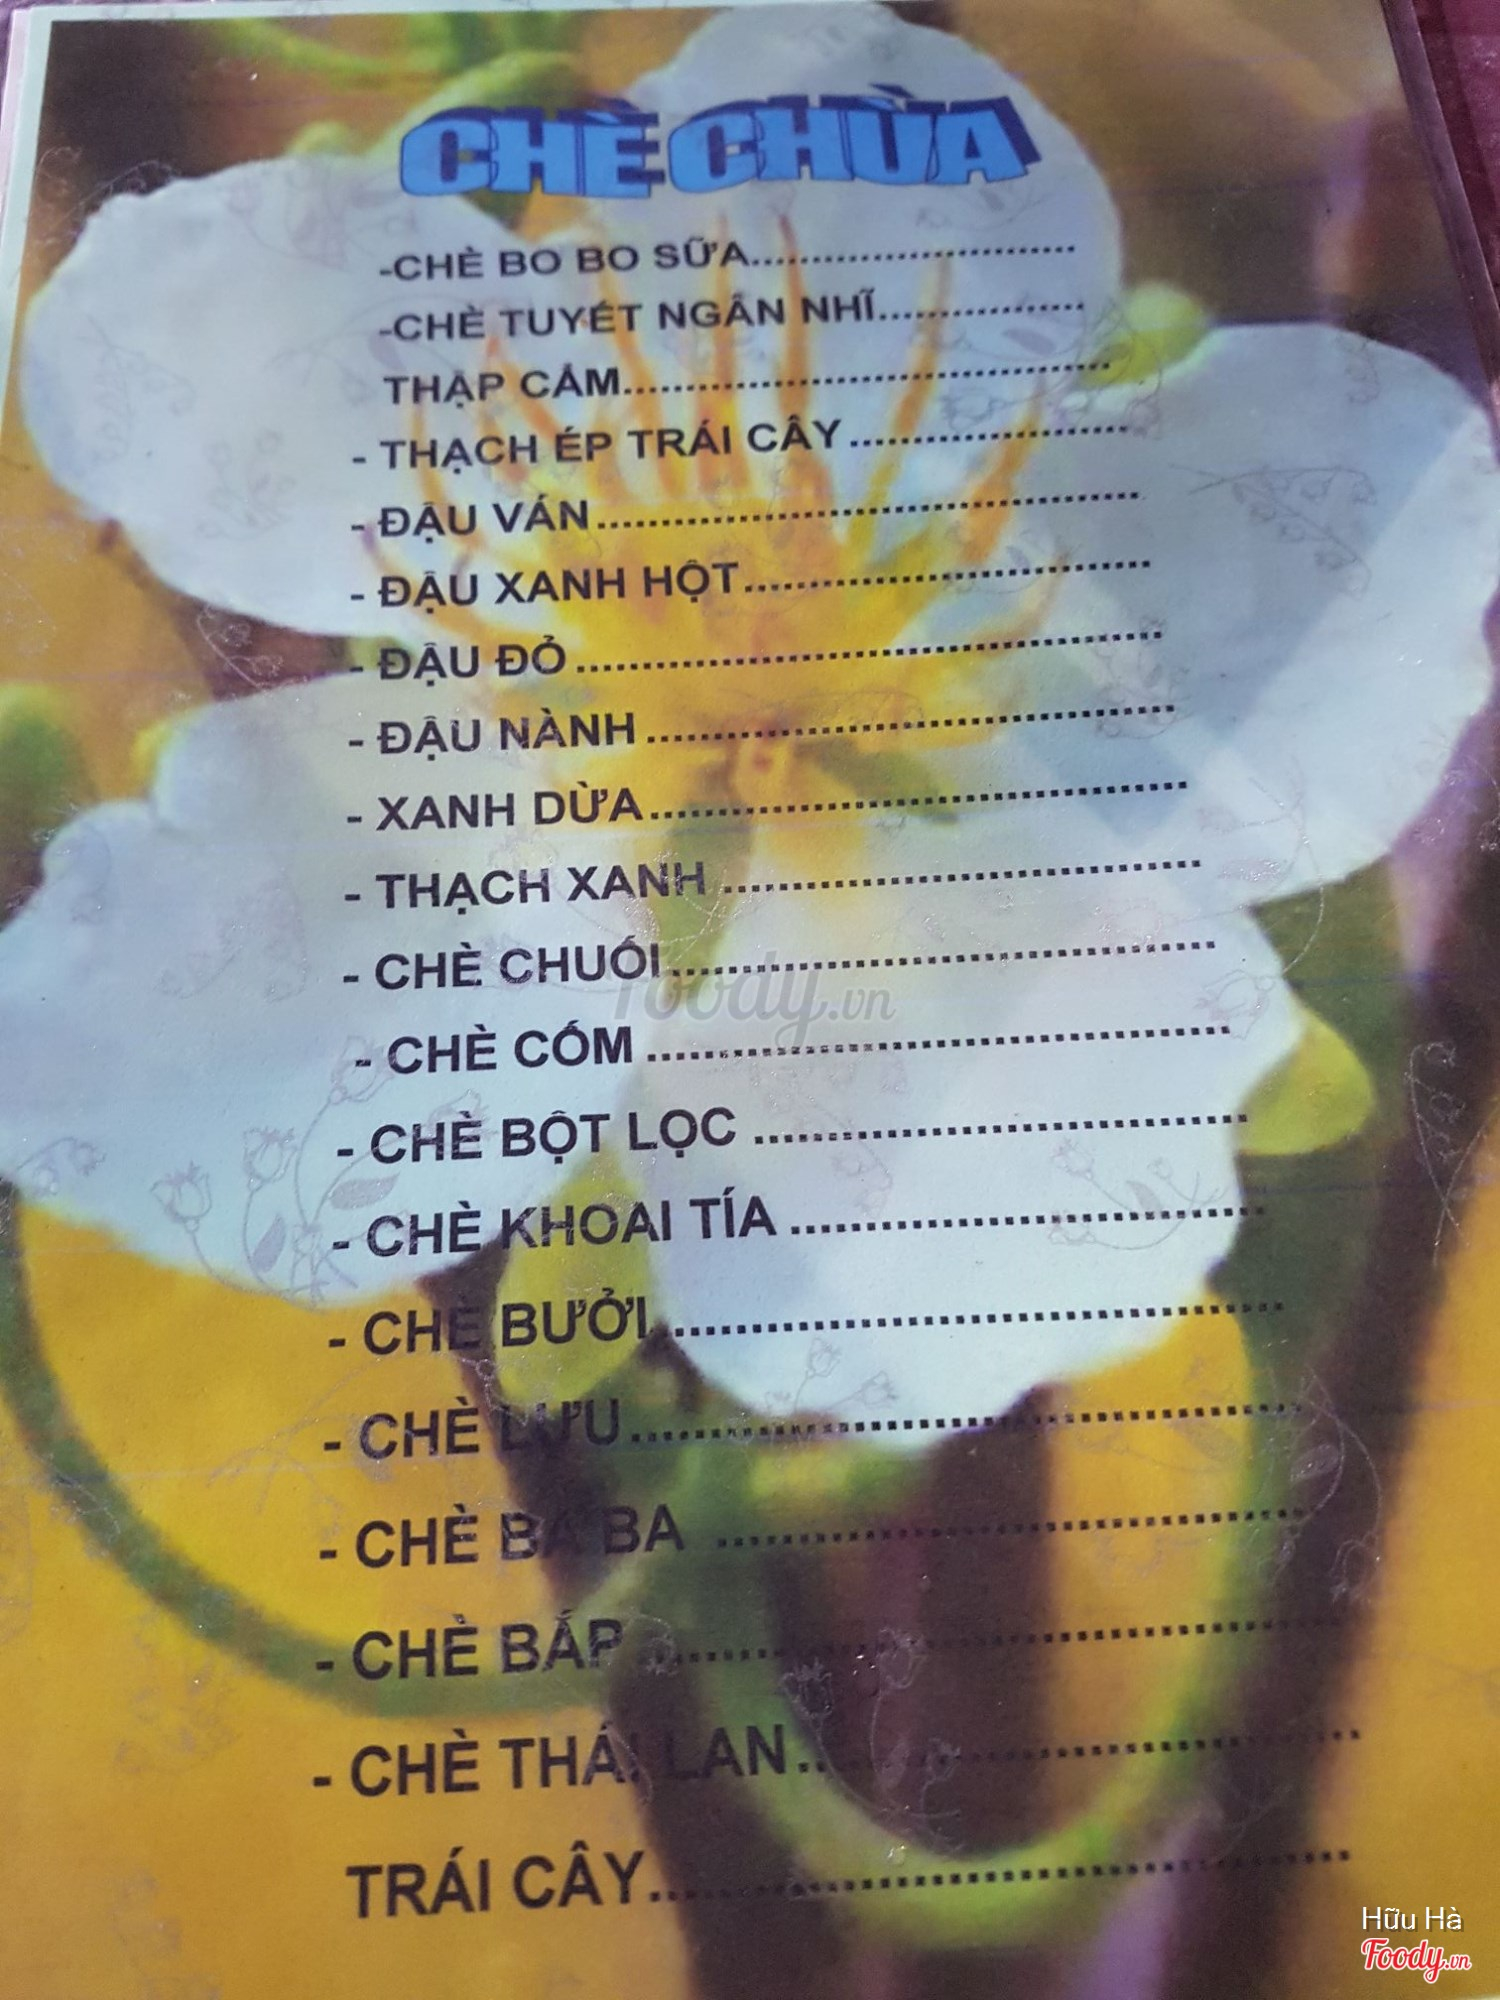 CHÈ CHÙA
-CHÈ BO BO SỮA..........................
-CHÈ TUYẾT NGÂN NHĨ.................
THẬP CẨM.......................................
- THẠCH ÉP TRÁI CÂY.......................
- ĐẬU VÁN............................................
- ĐẬU XANH HỘT.................................
- ĐẬU ĐỎ..............................................
- ĐẬU NÀNH.........................................
- XANH DỪA.........................................
- THẠCH XANH....................................
- CHÈ CHUỐI........................................
- CHÈ CỐM..........................................
- CHÈ BỘT LỌC...................................
- CHÈ KHOAI TÍA................................
- CHÈ BƯỞI.........................................
- CHÈ LỰU..........................................
- CHÈ BÀ BA......................................
- CHÈ BẮP..........................................
- CHÈ THÁI LAN..................................
TRÁI CÂY............................................
foody.vn
Hữu Hà
Foody.vn